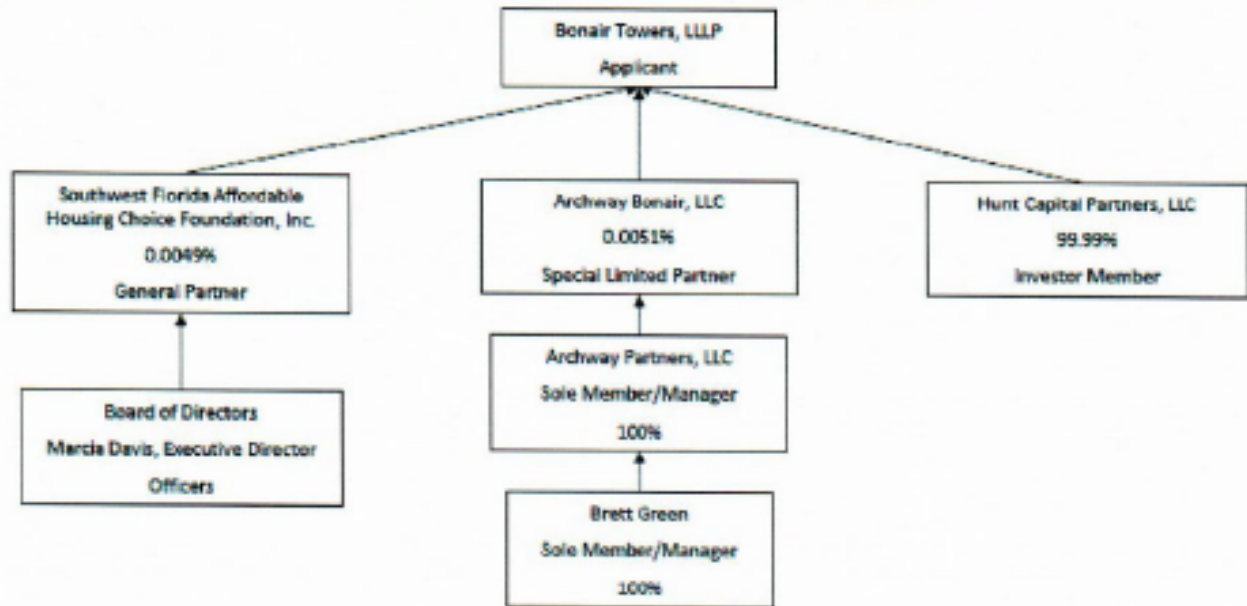 Bonair Towers, LLLP
Applicant
Southwest Florida Affordable
Housing Choice Foundation, Inc.
0.0049%
General Partner
Archway Bonair, LLC
0.0051%
Special Limited Partner
Hunt Capital Partners, LLC
99.99%
Investor Member
Board of Directors
Marcia Davis, Executive Director
Officers
Archway Partners, LLC
Sole Member/Manager
100%
Brett Green
Sole Member/Manager
100%